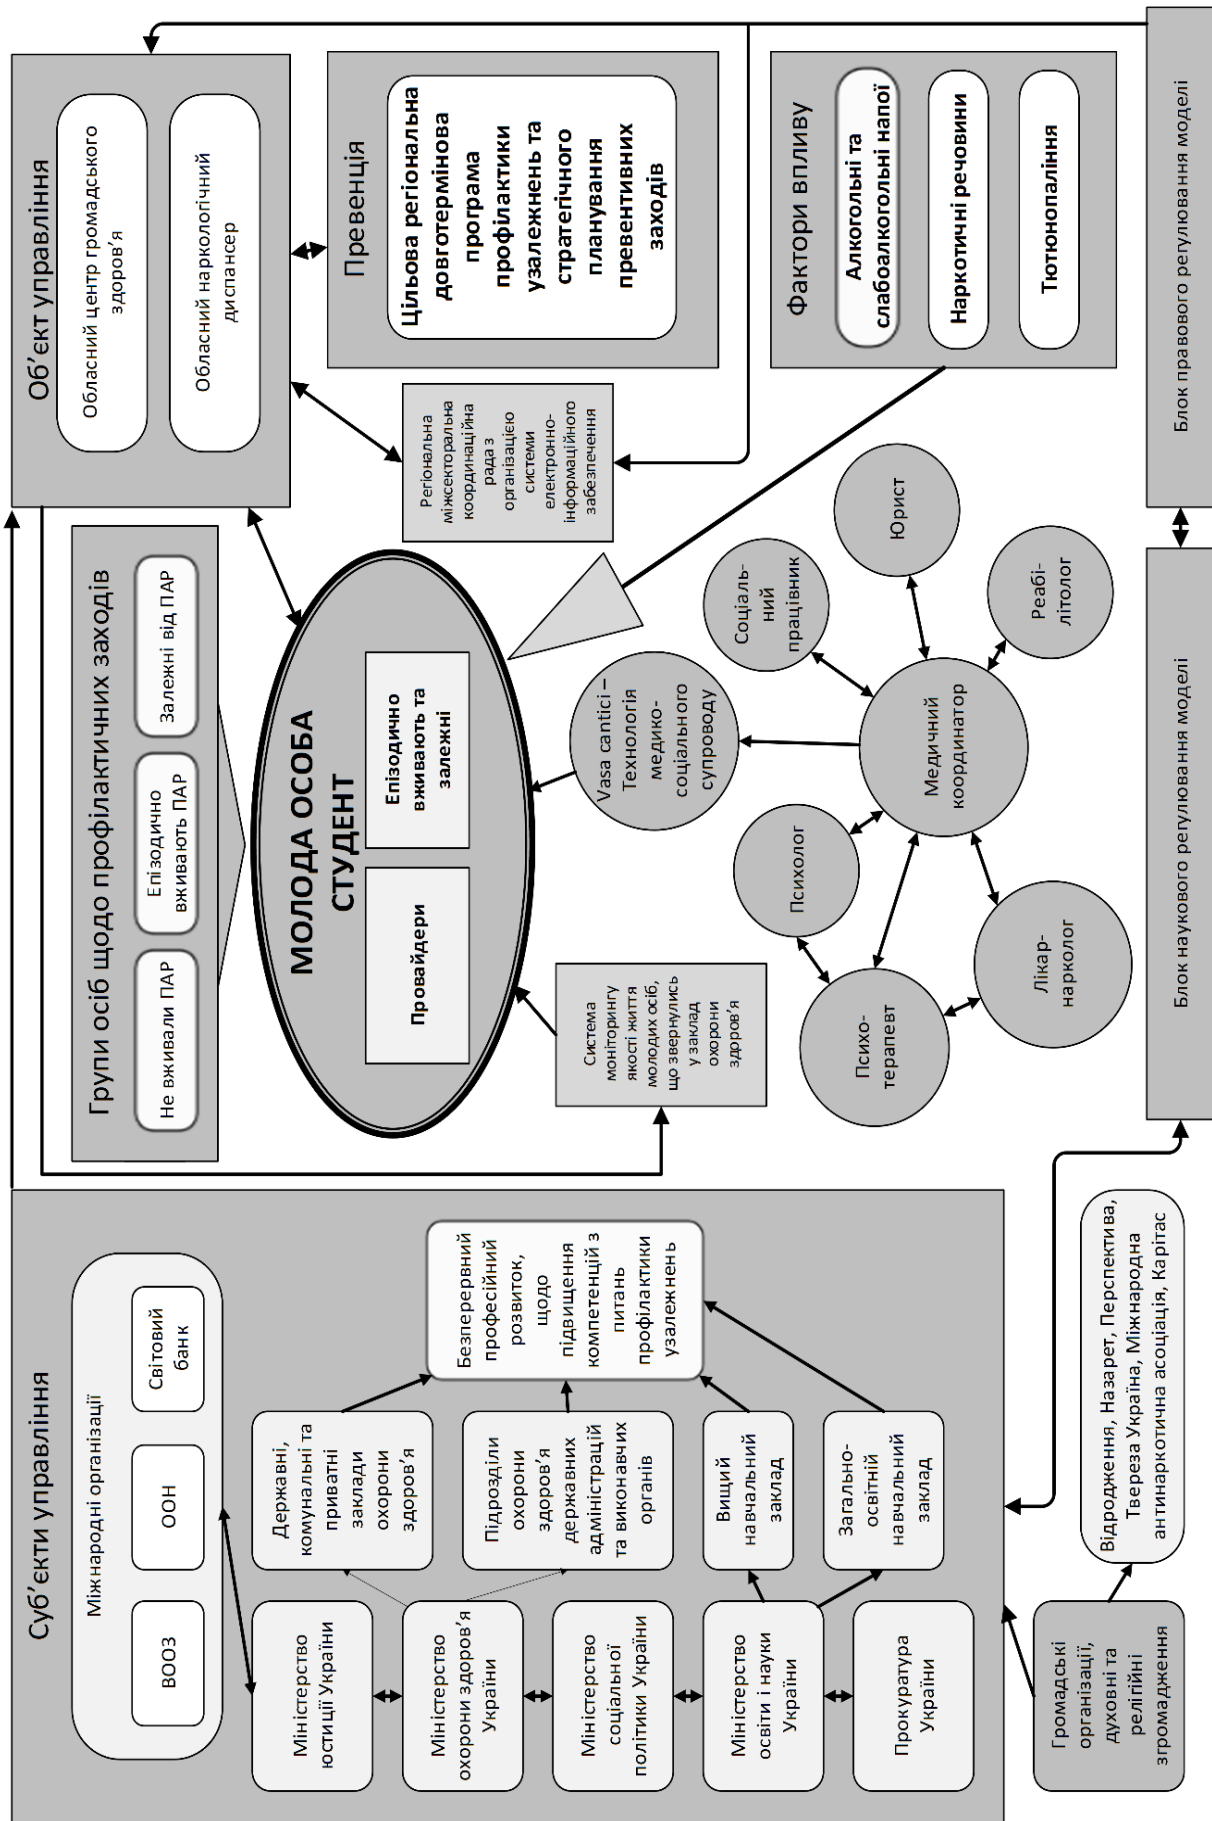 Суб’єкти управління
Міжнародні організації
ВООЗ
ООН
Світовий
банк
Міністерство
юстиції України
Міністерство
охорони здоров’я
України
Міністерство
соціальної
політики України
Міністерство
освіти і науки
України
Прокуратура
України
Державні,
комунальні та
приватні
заклади
охорони
здоров’я
Підрозділи
охорони
здоров’я
державних
адміністрацій
та виконавчих
органів
Вищий
навчальний
заклад
Загально-
освітній
навчальний
заклад
Безперервний
професійний
розвиток,
щодо
підвищення
компетенцій з
питань
профілактики
узалежнень
Громадські
організації,
духовні та
релігійні
згромадження
Відродження, Назарет, Перспектива,
Твереза Україна, Міжнародна
антинаркотична асоціація, Карітас
Групи осіб щодо профілактичних заходів
Не вживали ПАР
Епізодично
вживають ПАР
Залежні від ПАР
МОЛОДА ОСОБА
СТУДЕНТ
Провайдери
Епізодично
вживають та
залежні
Система
моніторингу
якості життя
молодих осіб,
що звернулись
у заклад
охорони
здоров’я
Vasa cantici –
Технологія
медико-
соціального
супроводу
Психолог
Соціаль-
ний
працівник
Психо-
терапевт
Медичний
координатор
Юрист
Лікар-
нарколог
Реабі-
літолог
Об’єкт управління
Обласний центр громадського
здоров’я
Обласний наркологічний
диспансер
Превенція
Цільова регіональна
довготермінова
програма
профілактики
узалежнень та
стратегічного
планування
превентивних
заходів
Регіональна
міжсекторальна
координаційна
рада з
організацією
системи
електронно-
інформаційного
забезпечення
Фактори впливу
Алкогольні та
слабоалкогольні напої
Наркотичні речовини
Тютюнопаління
Блок наукового регулювання моделі
Блок правового регулювання моделі